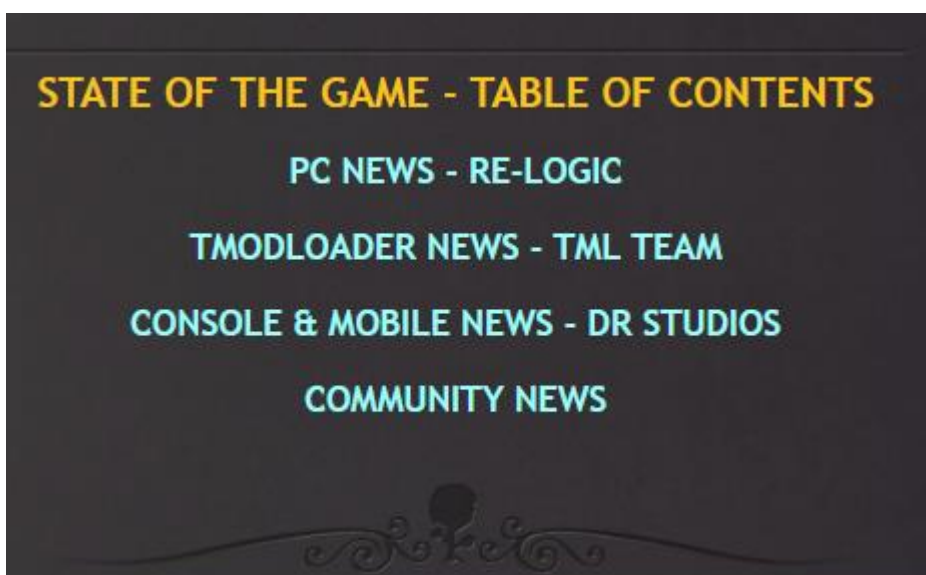 STATE OF THE GAME - TABLE OF CONTENTS
PC NEWS - RE-LOGIC
TMODLOADER NEWS - TML TEAM
CONSOLE & MOBILE NEWS - DR STUDIOS
COMMUNITY NEWS